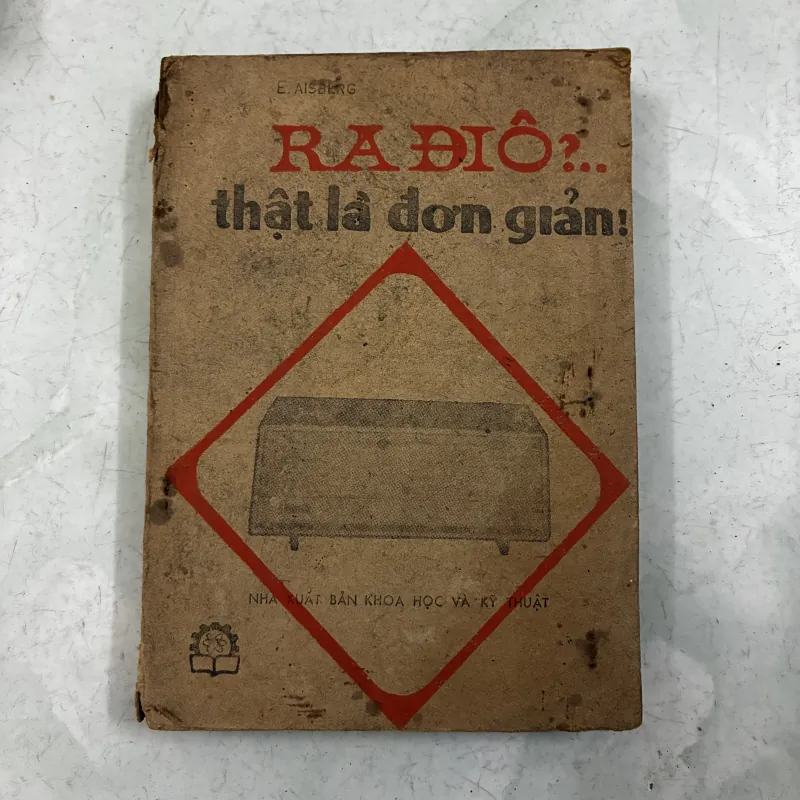 E. AISBERG
RA ĐIÔ?..
thật là đơn giản!
NHÀ XUẤT BẢN KHOA HỌC VÀ KỸ THUẬT